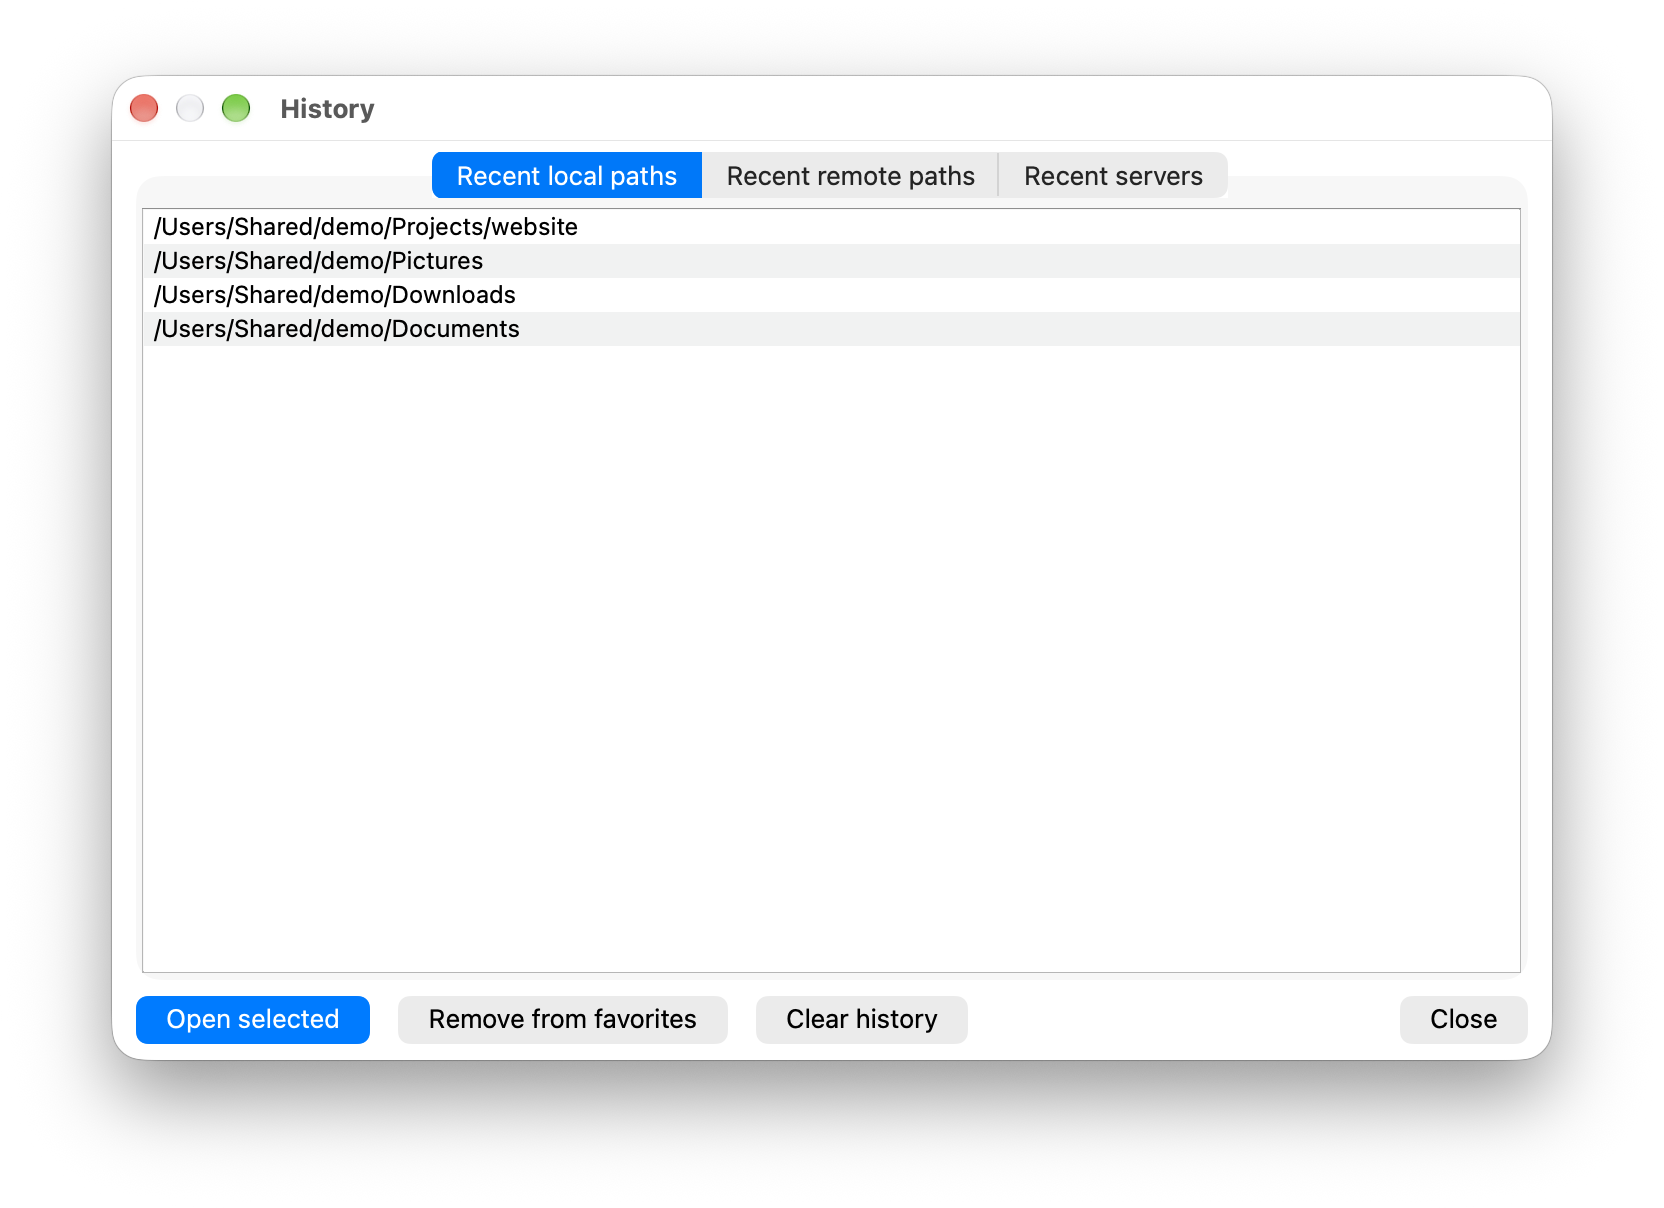 History
Recent local paths
Recent remote paths
Recent servers
/Users/Shared/demo/Projects/website
/Users/Shared/demo/Pictures
/Users/Shared/demo/Downloads
/Users/Shared/demo/Documents
Open selected
Remove from favorites
Clear history
Close